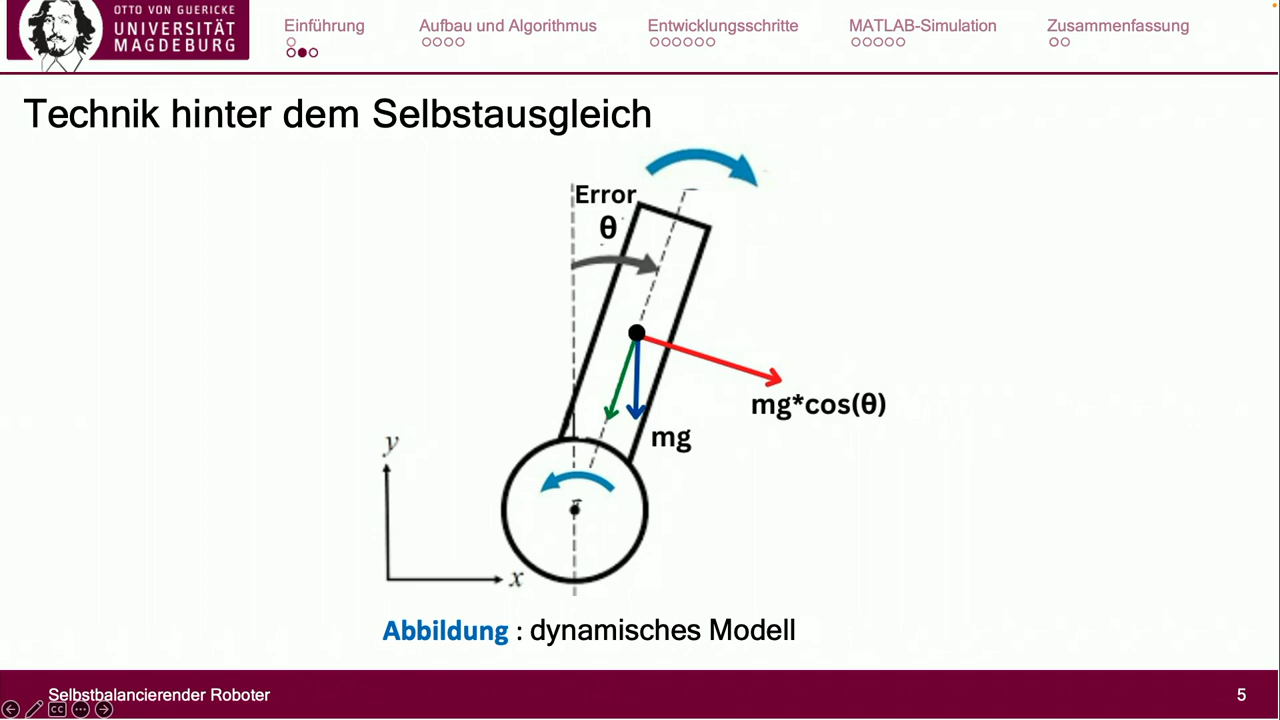 OTTO VON GUERICKE
UNIVERSITÄT
MAGDEBURG
Einführung
Aufbau und Algorithmus
Entwicklungsschritte
MATLAB-Simulation
Zusammenfassung
Technik hinter dem Selbstausgleich
Error
θ
mg*cos(θ)
mg
y
x
Abbildung : dynamisches Modell
Selbstbalancierender Roboter
5
CC